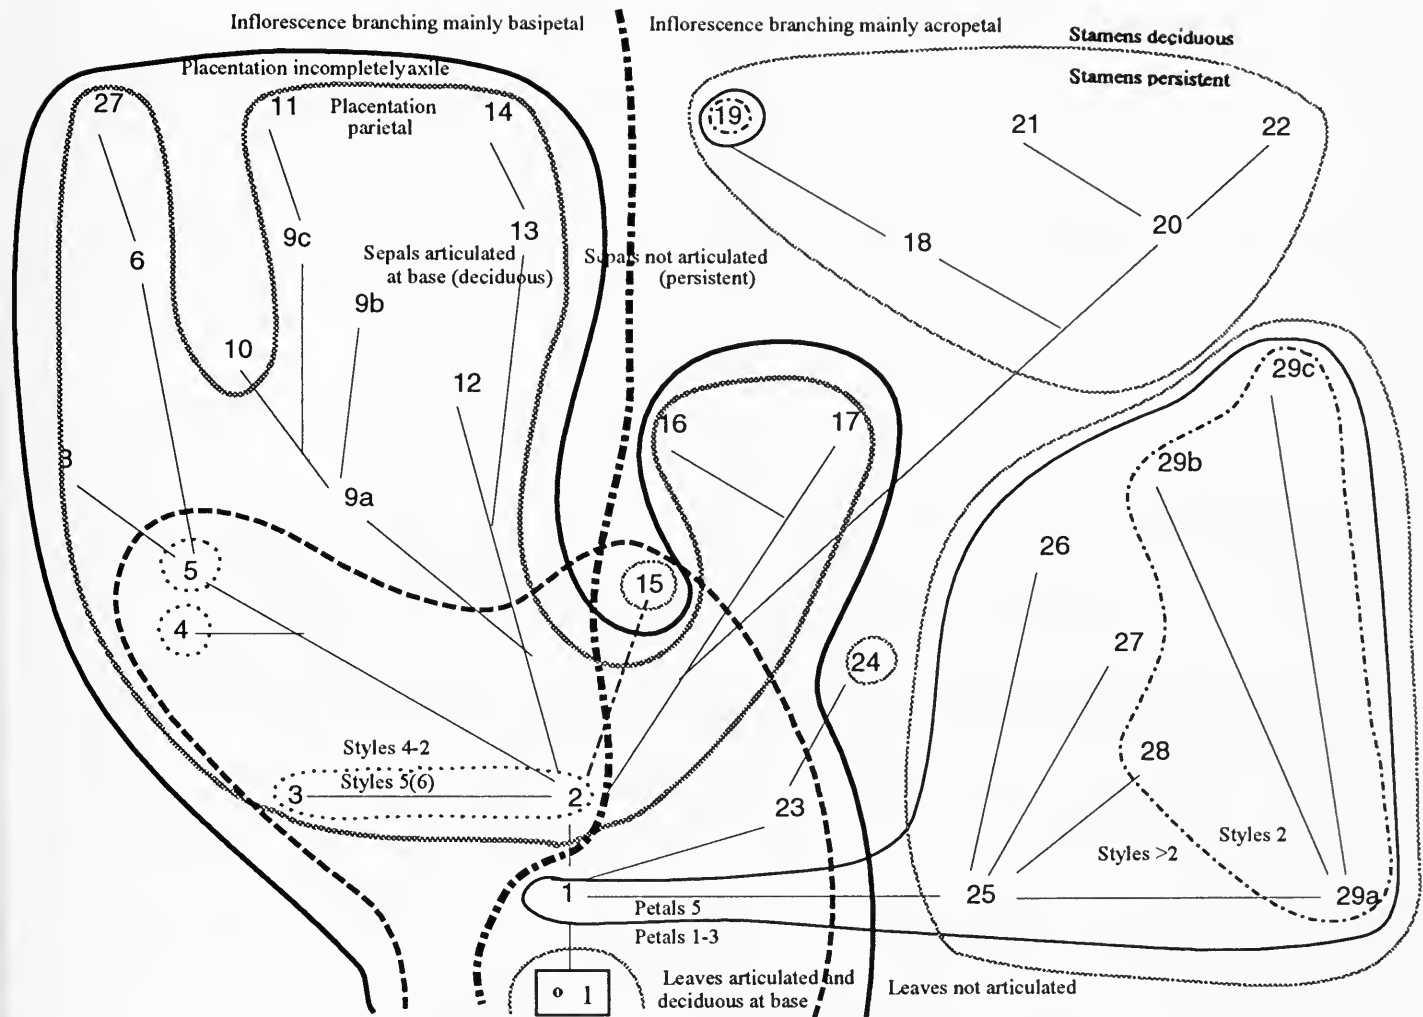 Inflorescence branching mainly basipetal
Inflorescence branching mainly acropetal
Stamens deciduous
Placentation incompletely axile
Stamens persistent
27
11
Placentation
parietal
14
19
21
22
6
9c
13
18
20
Sepals articulated
at base (deciduous)
Sepals not articulated
(persistent)
9b
10
12
29c
16
17
8
29b
9a
26
5
15
4
27
24
Styles 4-2
28
Styles 5(6)
3
2
23
Styles 2
Styles >2
1
25
29a
Petals 5
Petals 1-3
Leaves articulated and
deciduous at base
Leaves not articulated
o 1